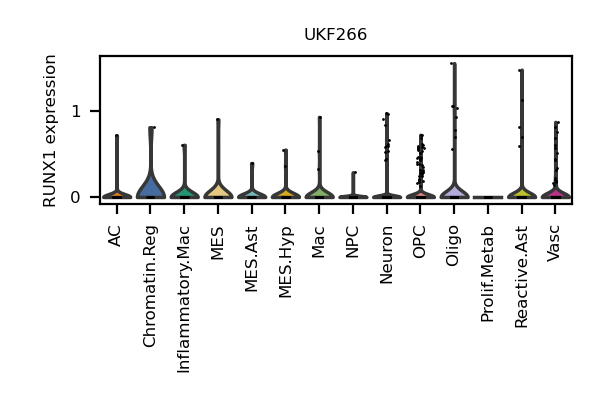 UKF266
RUNX1 expression
1
0
AC
Chromatin.Reg
Inflammatory.Mac
MES
MES.Ast
MES.Hyp
Mac
NPC
Neuron
OPC
Oligo
Prolif.Metab
Reactive.Ast
Vasc